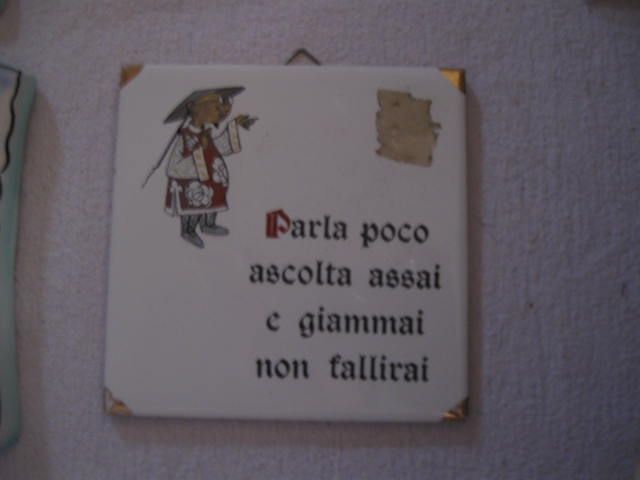 Parla poco
ascolta assai
e giammai
non fallirai